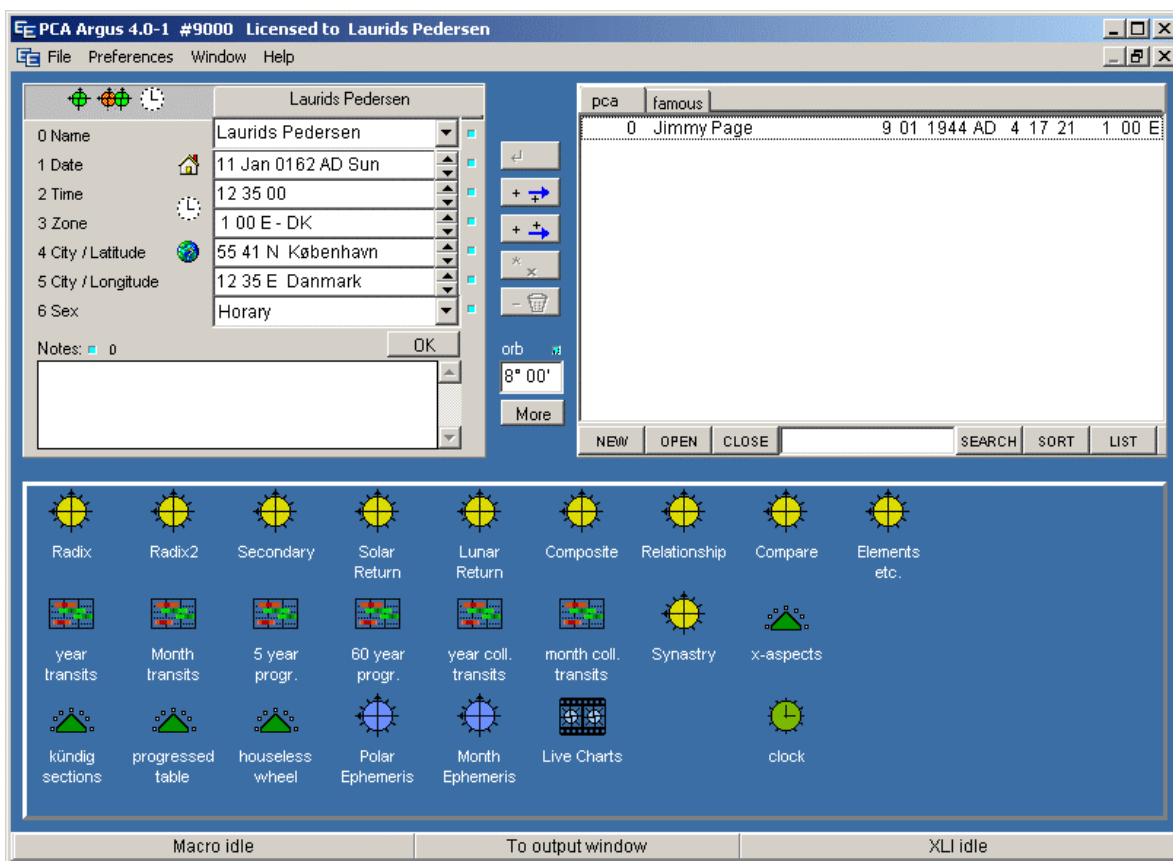 EE PCA Argus 4.0-1 #9000 Licensed to Laurids Pedersen
File Preferences Window Help
Laurids Pedersen
0 Name Laurids Pedersen
1 Date 11 Jan 0162 AD Sun
2 Time 12 35 00
3 Zone 1 00 E - DK
4 City / Latitude 55 41 N København
5 City / Longitude 12 35 E Danmark
6 Sex Horary
Notes: 0 OK
orb
8° 00'
More
pca famous
0 Jimmy Page 9 01 1944 AD 4 17 21 1 00 E
NEW OPEN CLOSE SEARCH SORT LIST
Radix Radix2 Secondary Solar Return Lunar Return Composite Relationship Compare Elements etc.
year transits Month transits 5 year progr. 60 year progr. year coll. transits month coll. transits Synastry x-aspects
kündig sections progressed table houseless wheel Polar Ephemeris Month Ephemeris Live Charts clock
Macro idle To output window XLI idle